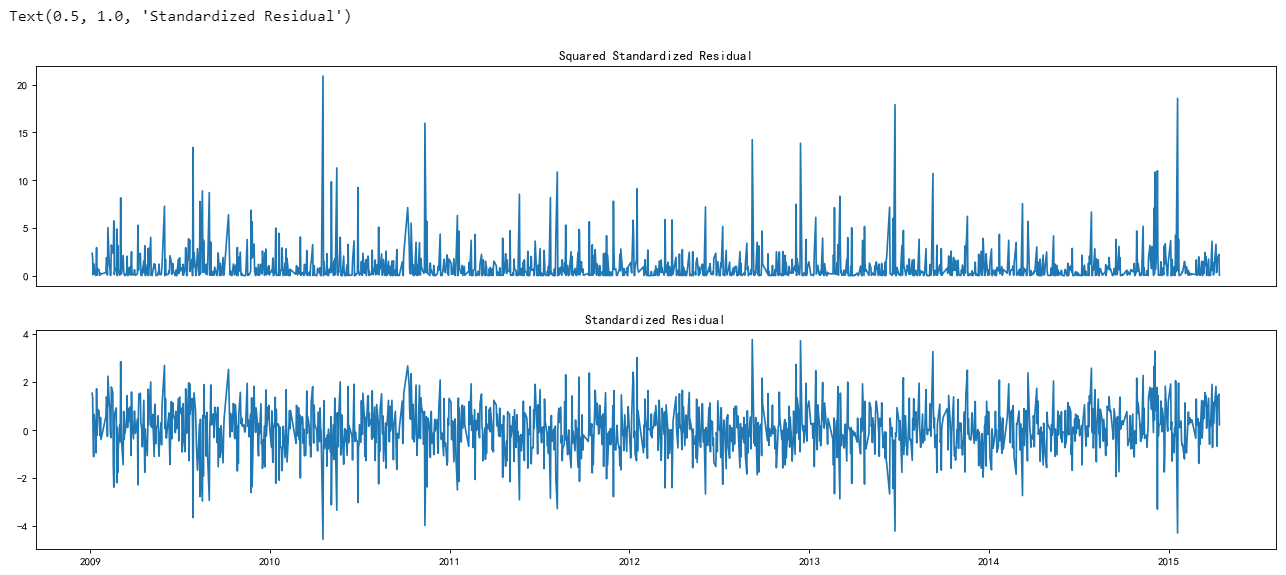 Text(0.5, 1.0, 'Standardized Residual')
Squared Standardized Residual
20
15
10
5
0
Standardized Residual
4
2
0
−2
−4
2009 2010 2011 2012 2013 2014 2015